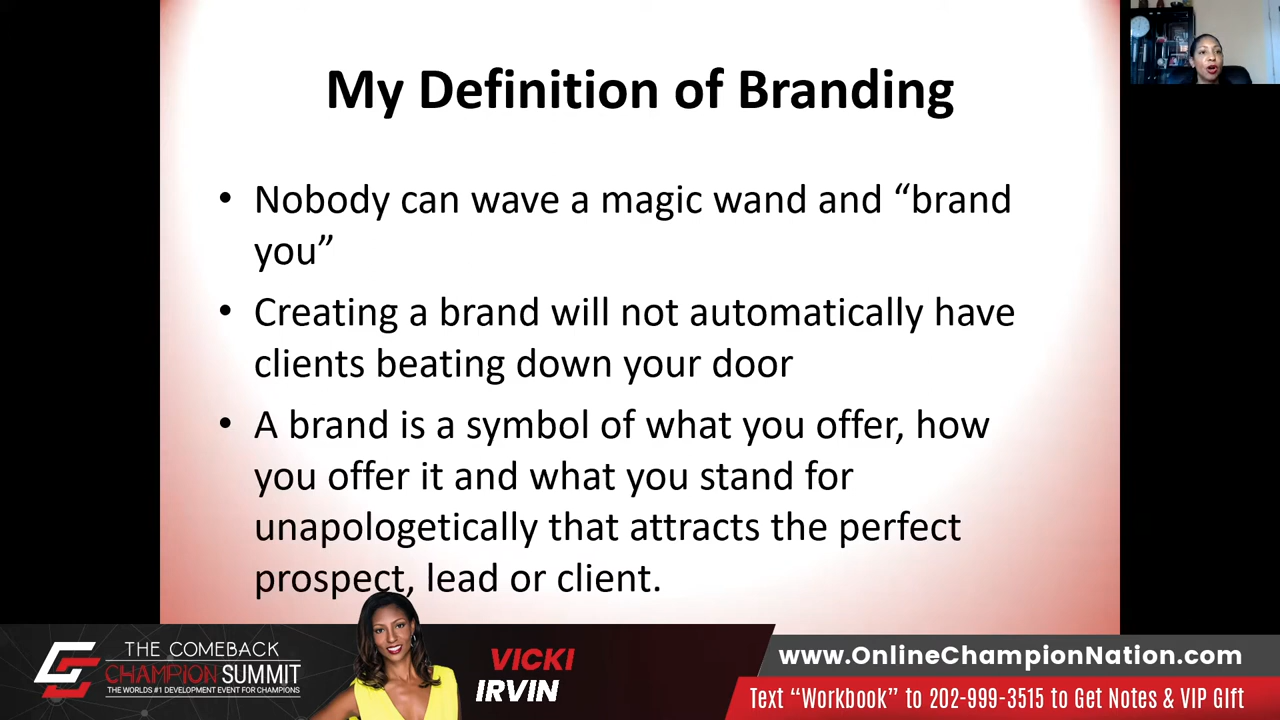 My Definition of Branding
• Nobody can wave a magic wand and “brand
you”
• Creating a brand will not automatically have
clients beating down your door
• A brand is a symbol of what you offer, how
you offer it and what you stand for
unapologetically that attracts the perfect
prospect, lead or client.
THE COMEBACK
CHAMPION SUMMIT
THE WORLDS #1 DEVELOPMENT EVENT FOR CHAMPIONS
VICKI
IRVIN
www.OnlineChampionNation.com
Text “Workbook” to 202-999-3515 to Get Notes & VIP GIft